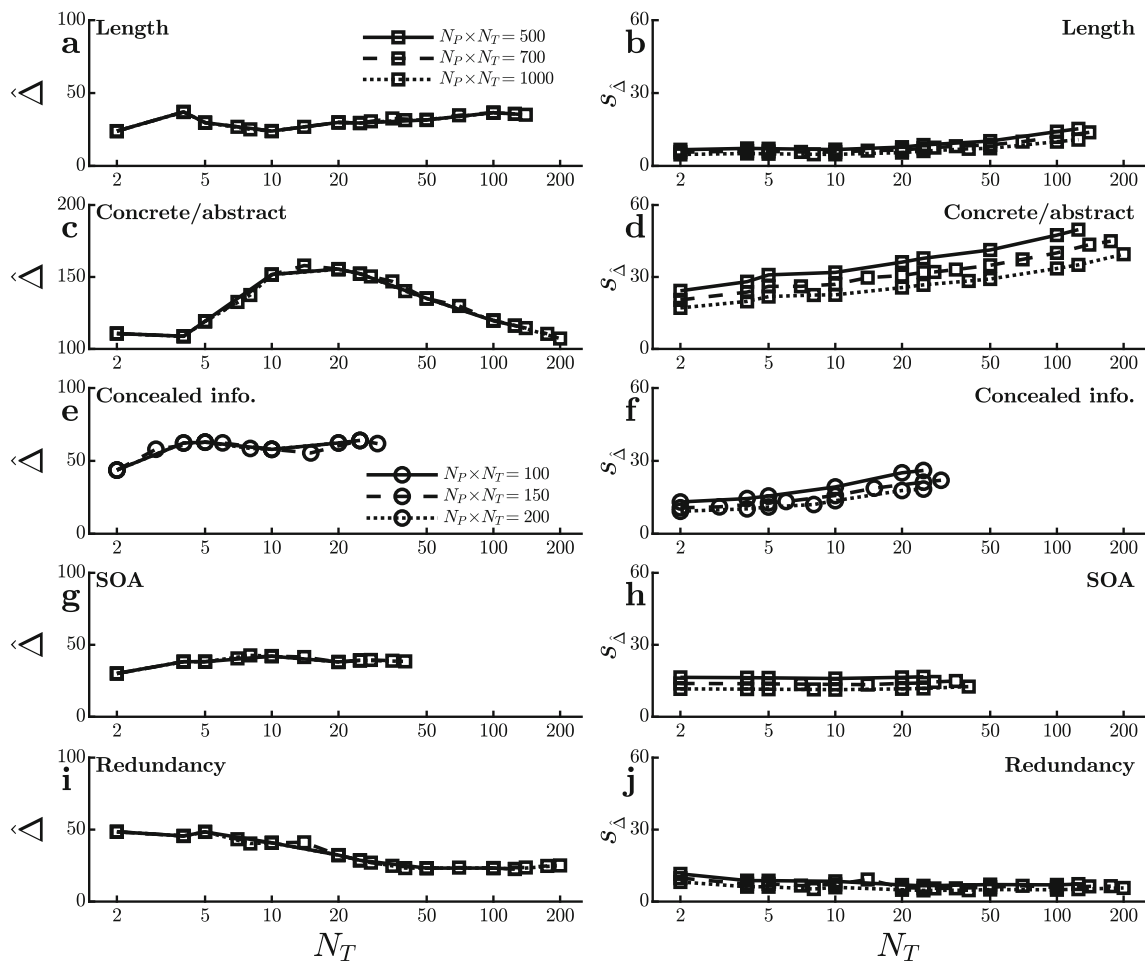 100 50 0
a Length
N_P×N_T= 500
N_P×N_T= 700
N_P×N_T= 1000
Δ̂
2 5 10 20 50 100 200
60 30 0
b Length
s_Δ̂
2 5 10 20 50 100 200
200 150 100
c Concrete/abstract
Δ̂
2 5 10 20 50 100 200
60 30 0
d Concrete/abstract
s_Δ̂
2 5 10 20 50 100 200
100 50 0
e Concealed info.
N_P×N_T= 100
N_P×N_T= 150
N_P×N_T= 200
Δ̂
2 5 10 20 50 100 200
60 30 0
f Concealed info.
s_Δ̂
2 5 10 20 50 100 200
100 50 0
g SOA
Δ̂
2 5 10 20 50 100 200
60 30 0
h SOA
s_Δ̂
2 5 10 20 50 100 200
100 50 0
i Redundancy
Δ̂
2 5 10 20 50 100 200
N_T
60 30 0
j Redundancy
s_Δ̂
2 5 10 20 50 100 200
N_T